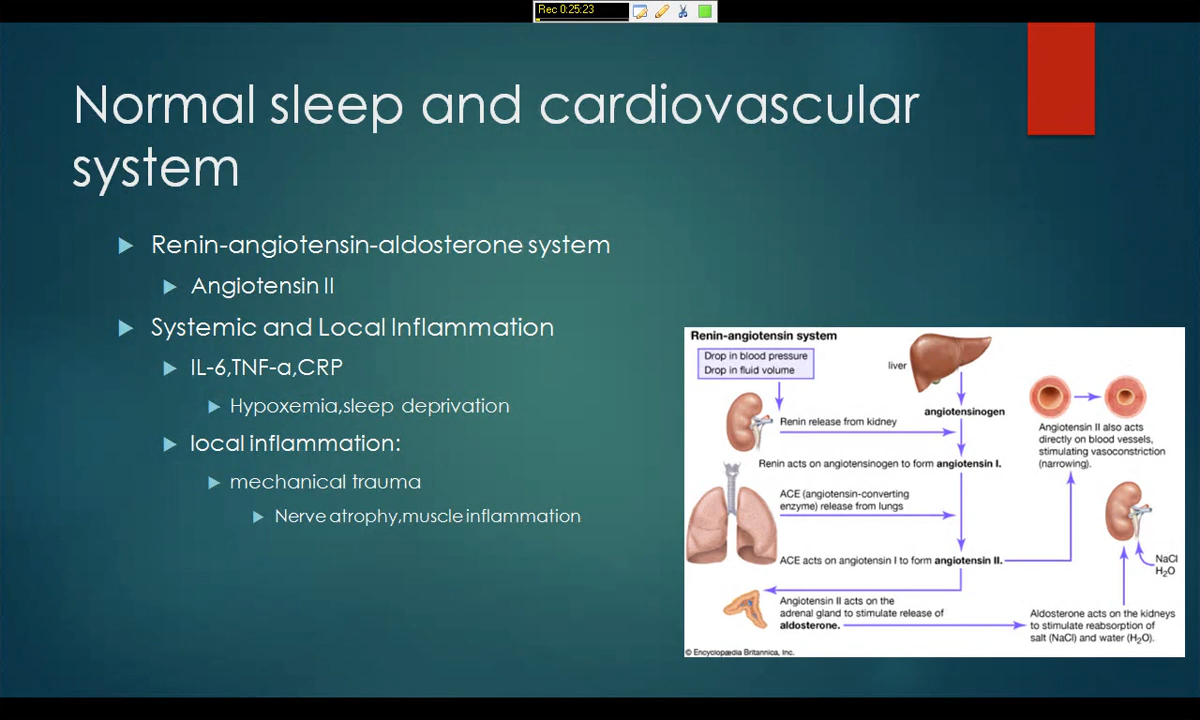 Rec 0:25:23
Normal sleep and cardiovascular
system
Renin-angiotensin-aldosterone system
Angiotensin II
Systemic and Local Inflammation
IL-6,TNF-α,CRP
Hypoxemia,sleep deprivation
local inflammation:
mechanical trauma
Nerve atrophy,muscle inflammation
Renin-angiotensin system
Drop in blood pressure
Drop in fluid volume
liver
angiotensinogen
Renin release from kidney
Renin acts on angiotensinogen to form angiotensin I.
ACE (angiotensin-converting
enzyme) release from lungs
ACE acts on angiotensin I to form angiotensin II.
Angiotensin II also acts
directly on blood vessels,
stimulating vasoconstriction
(narrowing).
Angiotensin II acts on the
adrenal gland to stimulate release of
aldosterone.
NaCl
H₂O
Aldosterone acts on the kidneys
to stimulate reabsorption of
salt (NaCl) and water (H₂O).
© Encyclopædia Britannica, Inc.